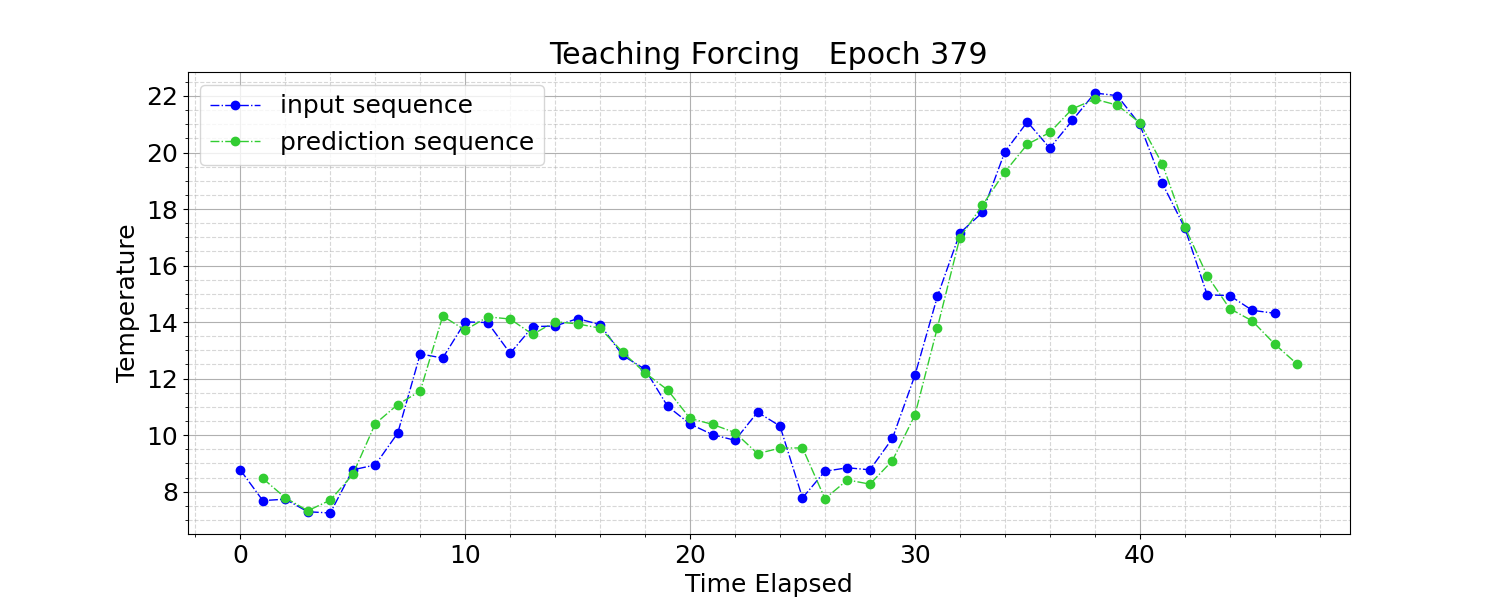 Teaching Forcing   Epoch 379
input sequence
prediction sequence
22
20
18
16
14
12
10
8
Temperature
0 10 20 30 40
Time Elapsed